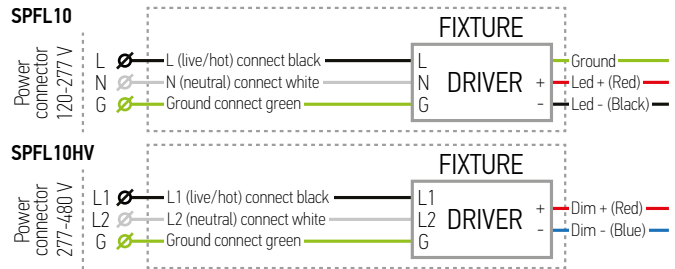 SPFL10
FIXTURE
Power
connector
120-277 V
L L (live/hot) connect black L Ground
N N (neutral) connect white N DRIVER + Led + (Red)
G Ground connect green G - Led - (Black)
SPFL10HV
FIXTURE
Power
connector
277-480 V
L1 L1 (live/hot) connect black L1 + Dim + (Red)
L2 L2 (neutral) connect white L2 DRIVER - Dim - (Blue)
G Ground connect green G